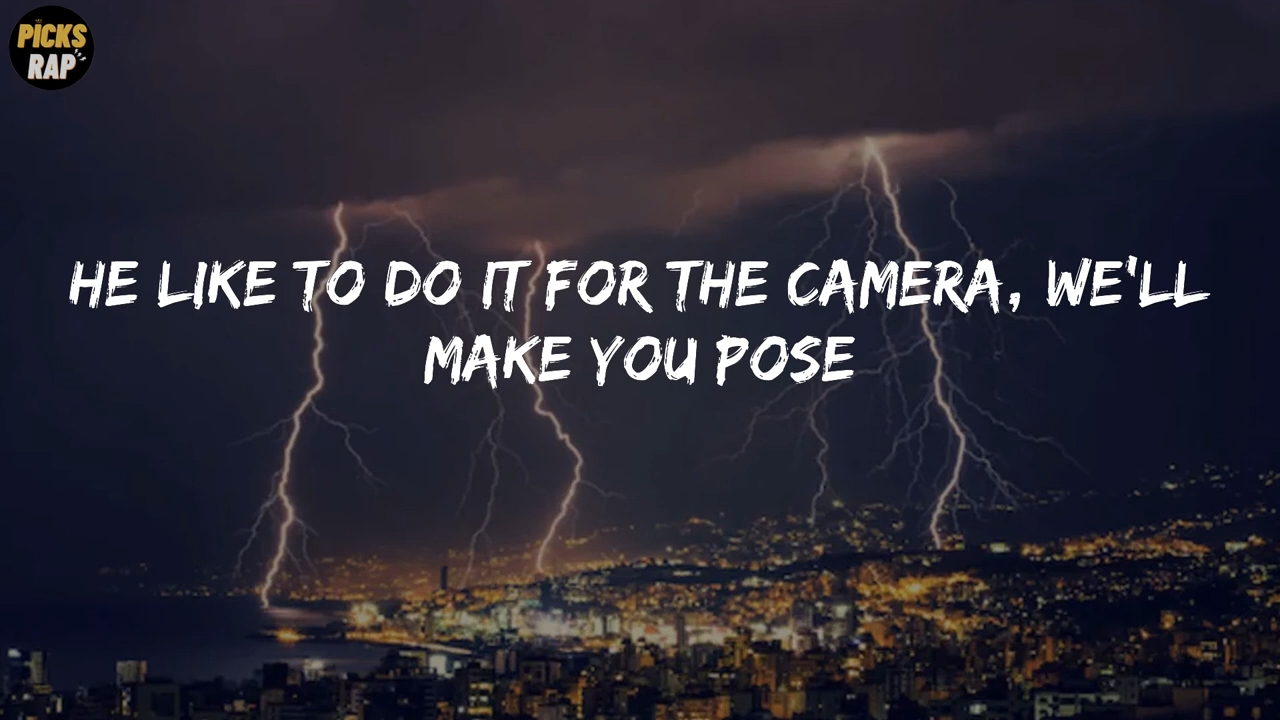 PICKS
RAP
HE LIKE TO DO IT FOR THE CAMERA, WE'LL
MAKE YOU POSE